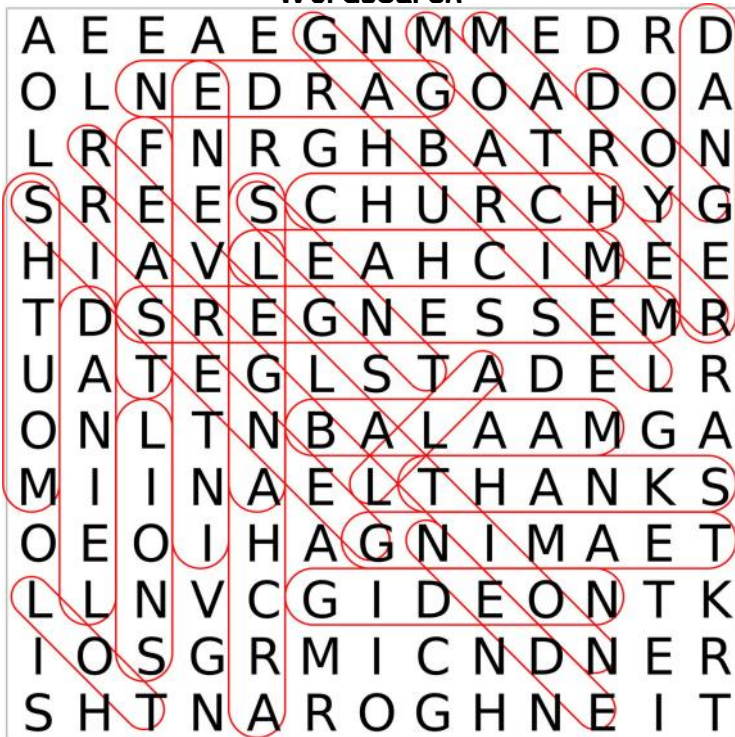 A E E A E G N M M E D R D
O L N E D R A G O A D O A
L R F N R G H B A T R O N
S R E E S C H U R C H Y G
H I A V L E A H C I M E E
T D S R E G N E S S E M R
U A T E G L S T A D E L R
O N L T N B A L A A M G A
M I I N A E L T H A N K S
O E O I H A G N I M A E T
L L N V C G I D E O N T K
I O S G R M I C N D N E R
S H T N A R O G H N E I T